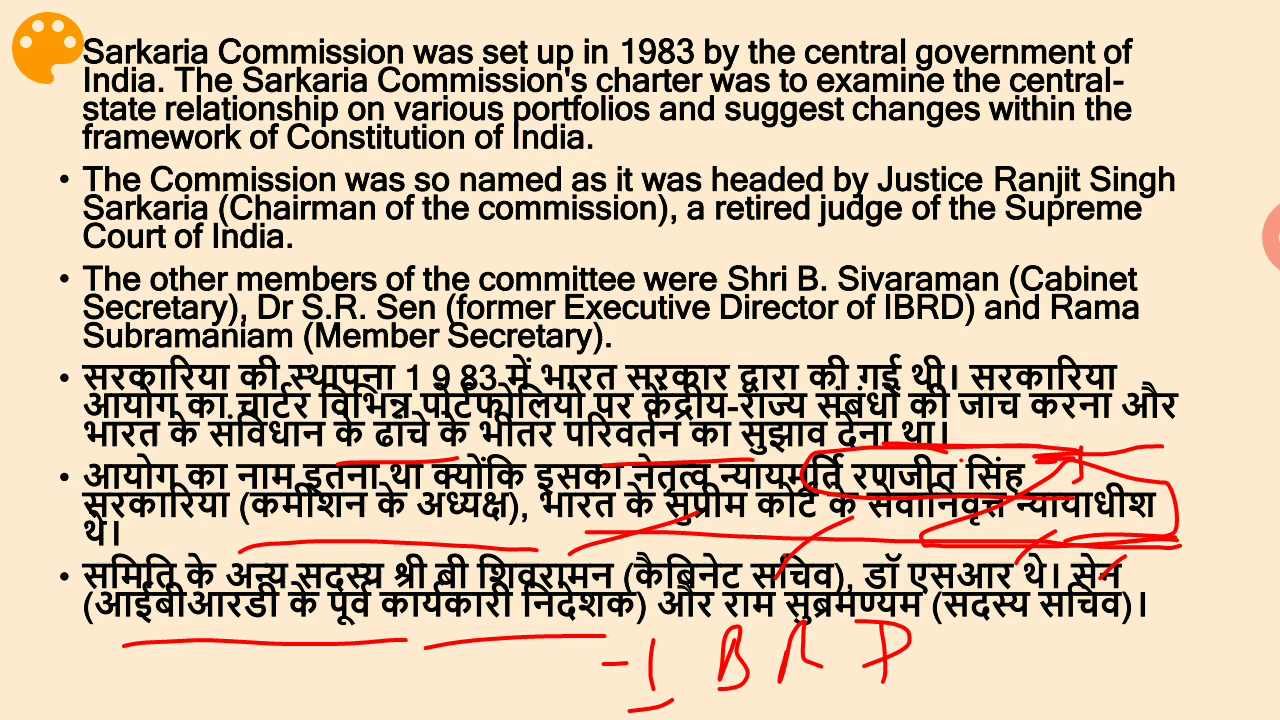 Sarkaria Commission was set up in 1983 by the central government of
India. The Sarkaria Commission's charter was to examine the central-
state relationship on various portfolios and suggest changes within the
framework of Constitution of India.
• The Commission was so named as it was headed by Justice Ranjit Singh
Sarkaria (Chairman of the commission), a retired judge of the Supreme
Court of India.
• The other members of the committee were Shri B. Sivaraman (Cabinet
Secretary), Dr S.R. Sen (former Executive Director of IBRD) and Rama
Subramaniam (Member Secretary).
• सरकारिया की स्थापना 1 9 83 में भारत सरकार द्वारा की गई थी। सरकारिया
आयोग का चार्टर विभिन्न पोर्टफोलियो पर केंद्रीय-राज्य संबंधों की जांच करना और
भारत के संविधान के ढांचे के भीतर परिवर्तन का सुझाव देना था।
• आयोग का नाम इतना था क्योंकि इसका नेतृत्व न्यायमूर्ति रणजीत सिंह
सरकारिया (कमीशन के अध्यक्ष), भारत के सुप्रीम कोर्ट के सेवानिवृत्त न्यायाधीश
थे।
• समिति के अन्य सदस्य श्री बी शिवरामन (कैबिनेट सचिव), डॉ एसआर थे। सेन
(आईबीआरडी के पूर्व कार्यकारी निदेशक) और राम सुब्रमण्यम (सदस्य सचिव)।
- I B R D